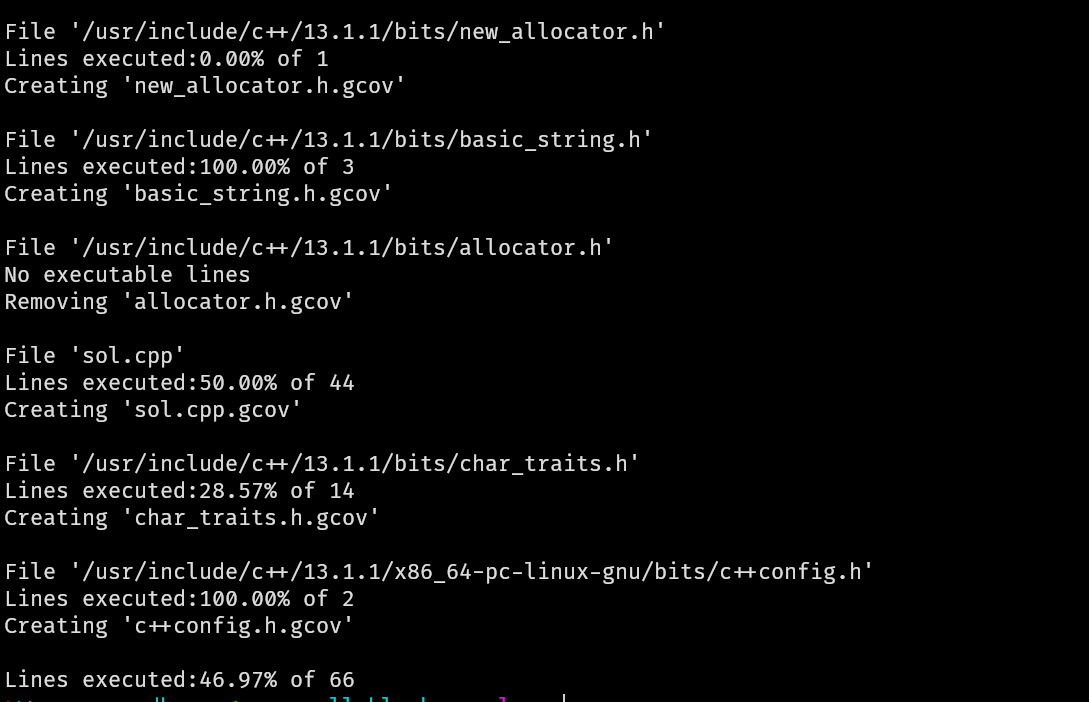 File '/usr/include/c++/13.1.1/bits/new_allocator.h'
Lines executed:0.00% of 1
Creating 'new_allocator.h.gcov'
File '/usr/include/c++/13.1.1/bits/basic_string.h'
Lines executed:100.00% of 3
Creating 'basic_string.h.gcov'
File '/usr/include/c++/13.1.1/bits/allocator.h'
No executable lines
Removing 'allocator.h.gcov'
File 'sol.cpp'
Lines executed:50.00% of 44
Creating 'sol.cpp.gcov'
File '/usr/include/c++/13.1.1/bits/char_traits.h'
Lines executed:28.57% of 14
Creating 'char_traits.h.gcov'
File '/usr/include/c++/13.1.1/x86_64-pc-linux-gnu/bits/c++config.h'
Lines executed:100.00% of 2
Creating 'c++config.h.gcov'
Lines executed:46.97% of 66